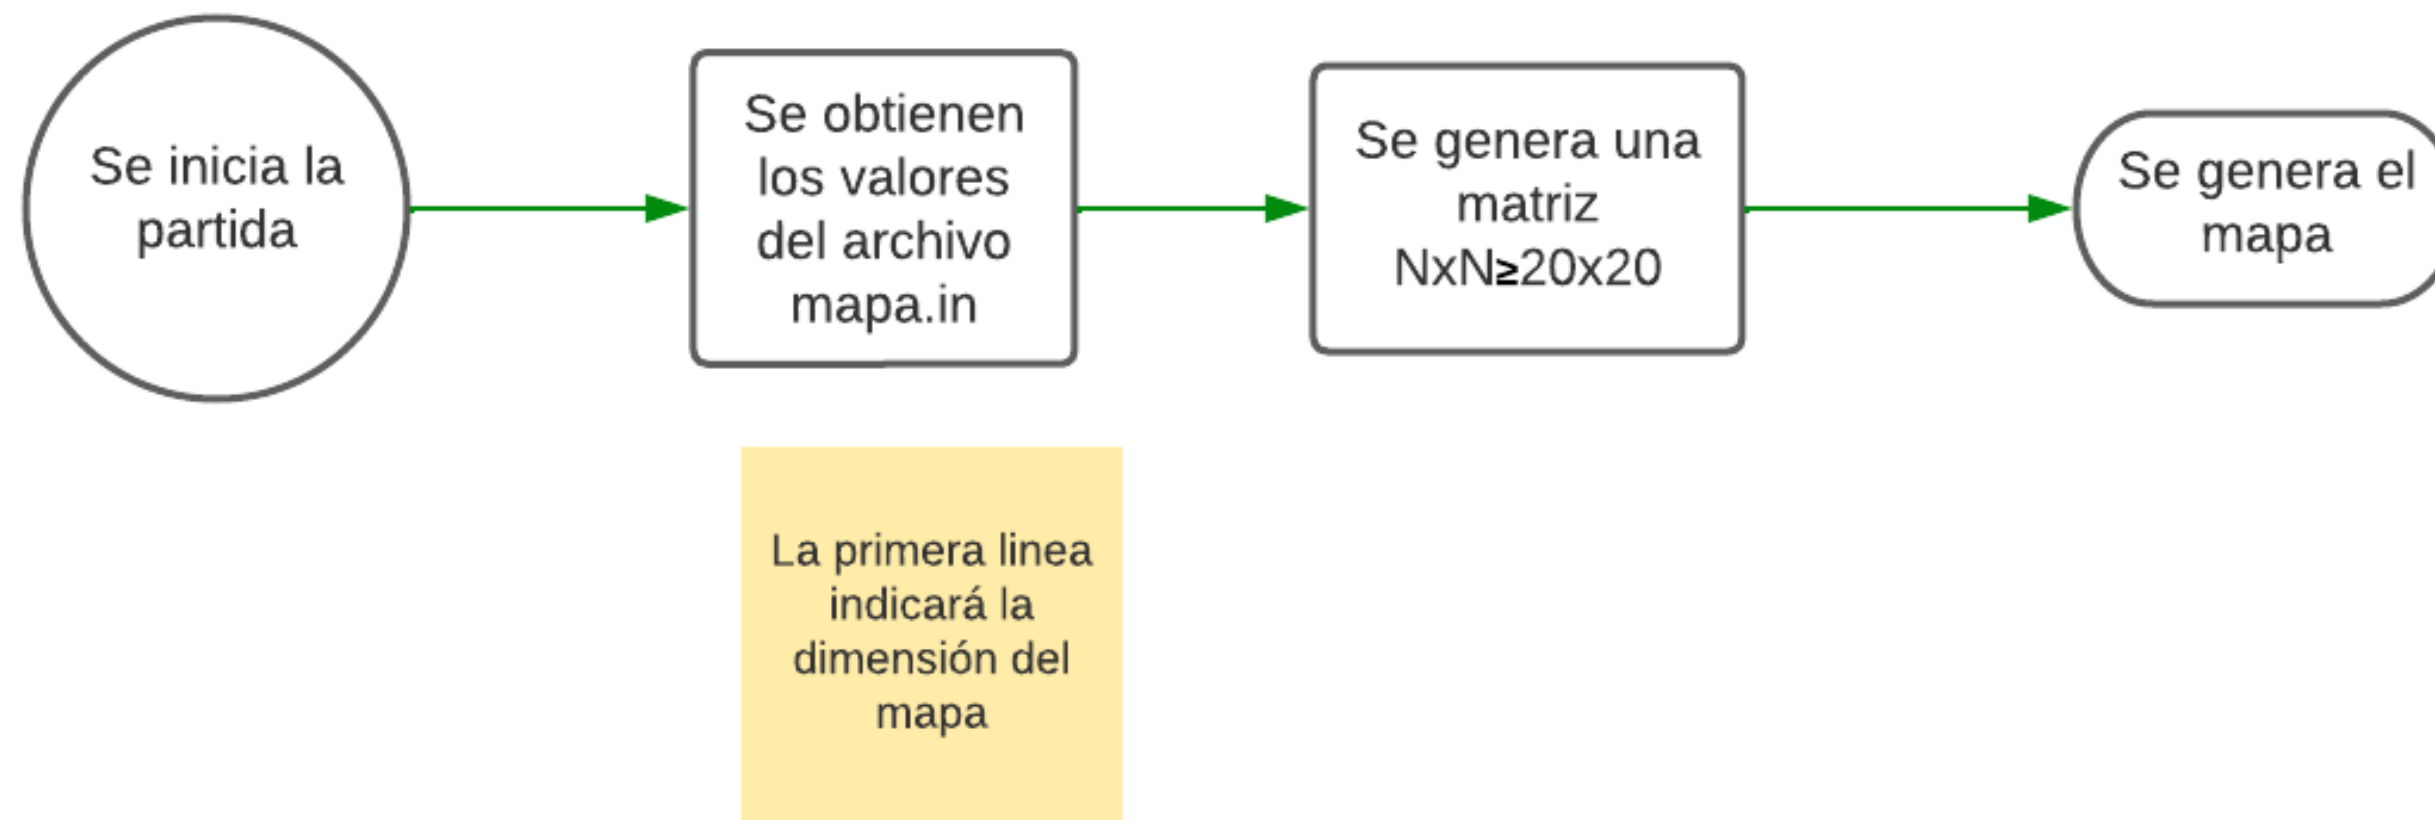 Se inicia la
partida
Se obtienen
los valores
del archivo
mapa.in
Se genera una
matriz
NxN≥20x20
Se genera el
mapa
La primera linea
indicará la
dimensión del
mapa